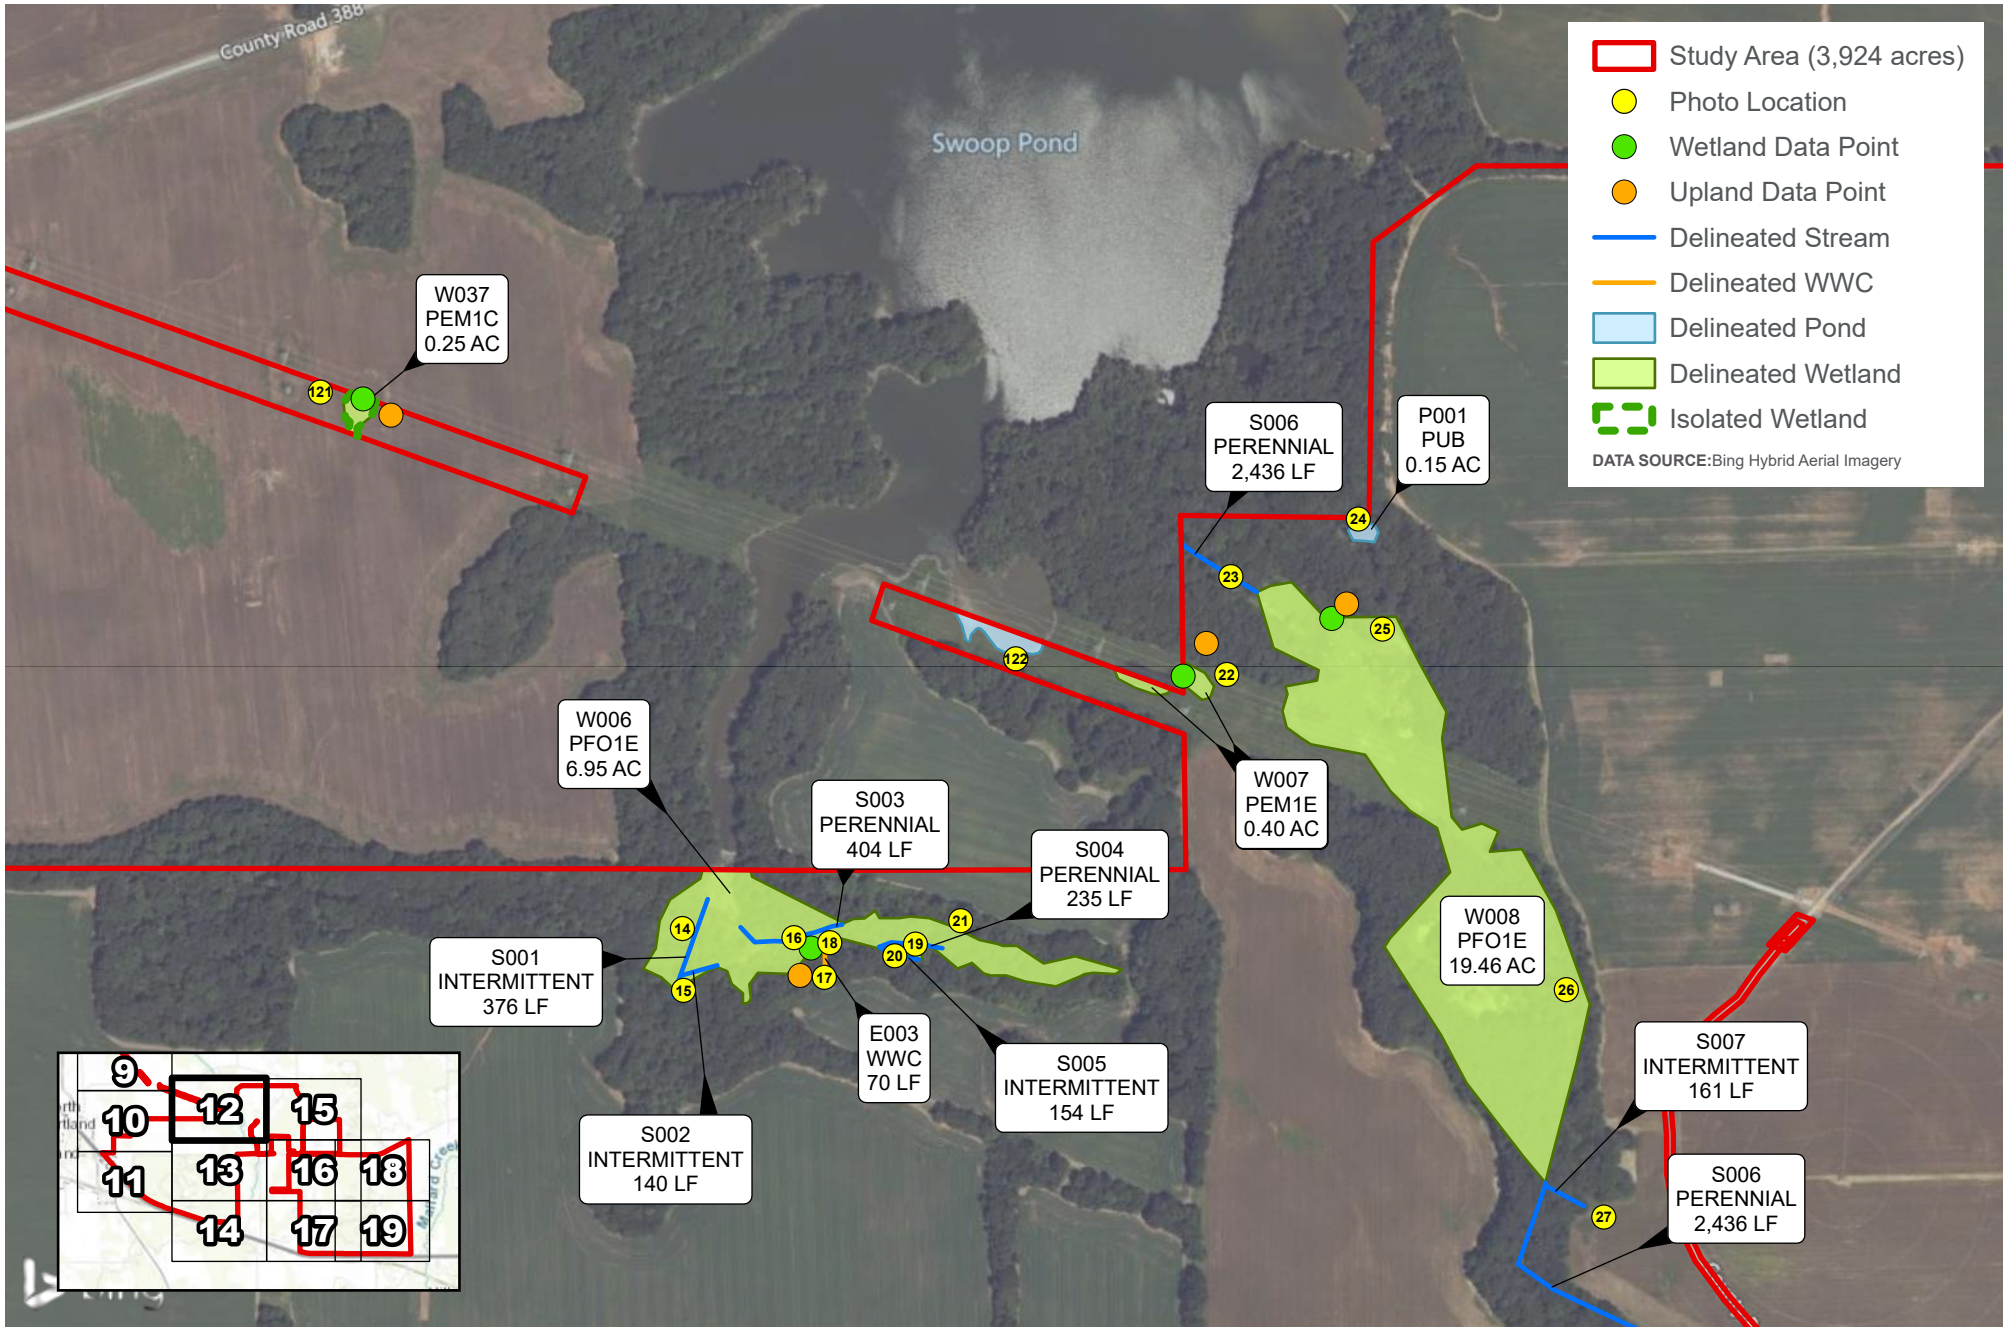 County Road 388
Swoop Pond
Study Area (3,924 acres)
Photo Location
Wetland Data Point
Upland Data Point
Delineated Stream
Delineated WWC
Delineated Pond
Delineated Wetland
Isolated Wetland
DATA SOURCE:Bing Hybrid Aerial Imagery
W037
PEM1C
0.25 AC
121
S006
PERENNIAL
2,436 LF
P001
PUB
0.15 AC
24
23
25
122
22
W006
PFO1E
6.95 AC
W007
PEM1E
0.40 AC
S003
PERENNIAL
404 LF
S004
PERENNIAL
235 LF
W008
PFO1E
19.46 AC
14
16
18
21
19
20
17
15
26
S001
INTERMITTENT
376 LF
E003
WWC
70 LF
S005
INTERMITTENT
154 LF
S007
INTERMITTENT
161 LF
S002
INTERMITTENT
140 LF
S006
PERENNIAL
2,436 LF
27
9
10
11
12
13
14
15
16
17
18
19
Mallard Creek
bing